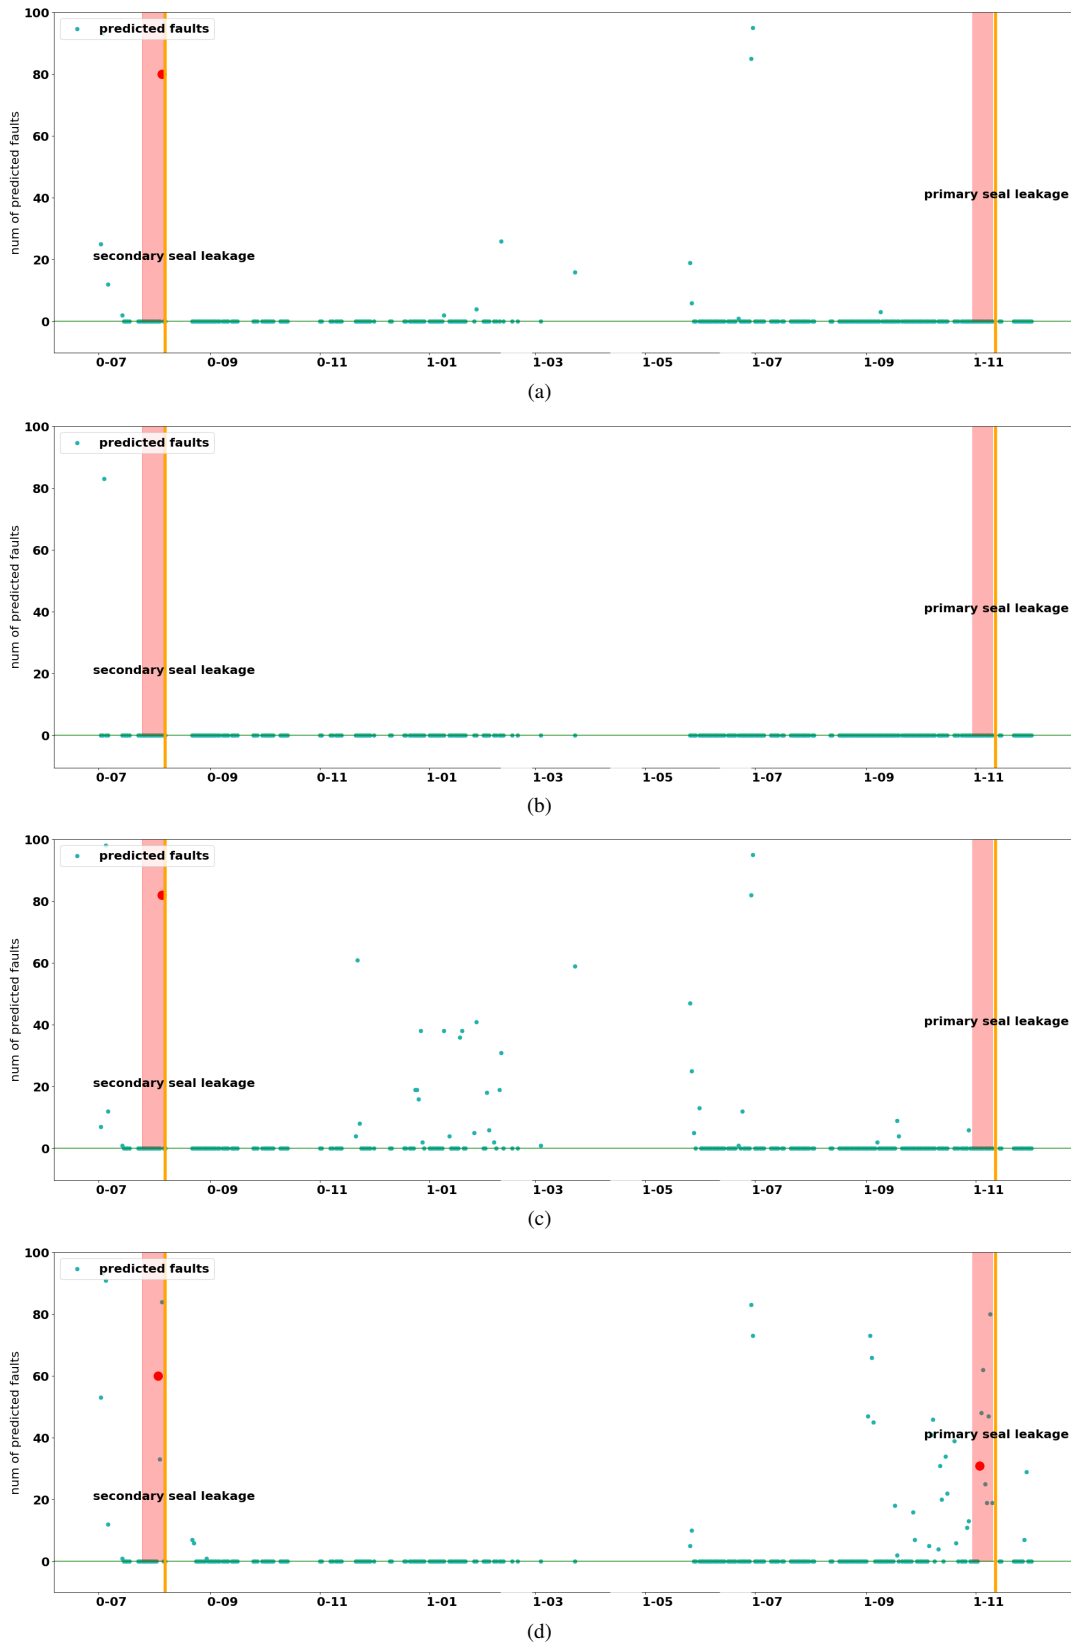 100
predicted faults
80
60
num of predicted faults
primary seal leakage
40
secondary seal leakage
20
0
0-07 0-09 0-11 1-01 1-03 1-05 1-07 1-09 1-11
(a)
100
predicted faults
80
60
num of predicted faults
primary seal leakage
40
secondary seal leakage
20
0
0-07 0-09 0-11 1-01 1-03 1-05 1-07 1-09 1-11
(b)
100
predicted faults
80
60
num of predicted faults
primary seal leakage
40
secondary seal leakage
20
0
0-07 0-09 0-11 1-01 1-03 1-05 1-07 1-09 1-11
(c)
100
predicted faults
80
60
num of predicted faults
primary seal leakage
40
secondary seal leakage
20
0
0-07 0-09 0-11 1-01 1-03 1-05 1-07 1-09 1-11
(d)